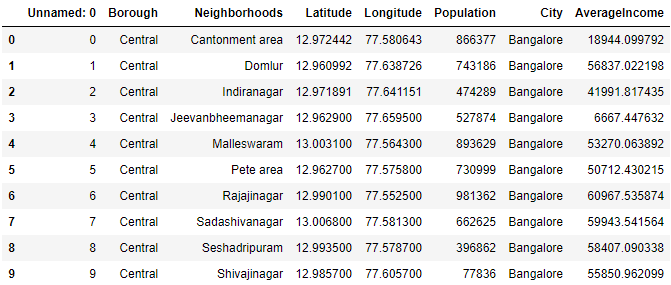 Unnamed: 0 Borough Neighborhoods Latitude Longitude Population City AverageIncome
0 0 Central Cantonment area 12.972442 77.580643 866377 Bangalore 18944.099792
1 1 Central Domlur 12.960992 77.638726 743186 Bangalore 56837.022198
2 2 Central Indiranagar 12.971891 77.641151 474289 Bangalore 41991.817435
3 3 Central Jeevanbheemanagar 12.962900 77.659500 527874 Bangalore 6667.447632
4 4 Central Malleswaram 13.003100 77.564300 893629 Bangalore 53270.063892
5 5 Central Pete area 12.962700 77.575800 730999 Bangalore 50712.430215
6 6 Central Rajajinagar 12.990100 77.552500 981362 Bangalore 60967.535874
7 7 Central Sadashivanagar 13.006800 77.581300 662625 Bangalore 59943.541564
8 8 Central Seshadripuram 12.993500 77.578700 396862 Bangalore 58407.090338
9 9 Central Shivajinagar 12.985700 77.605700 77836 Bangalore 55850.962099